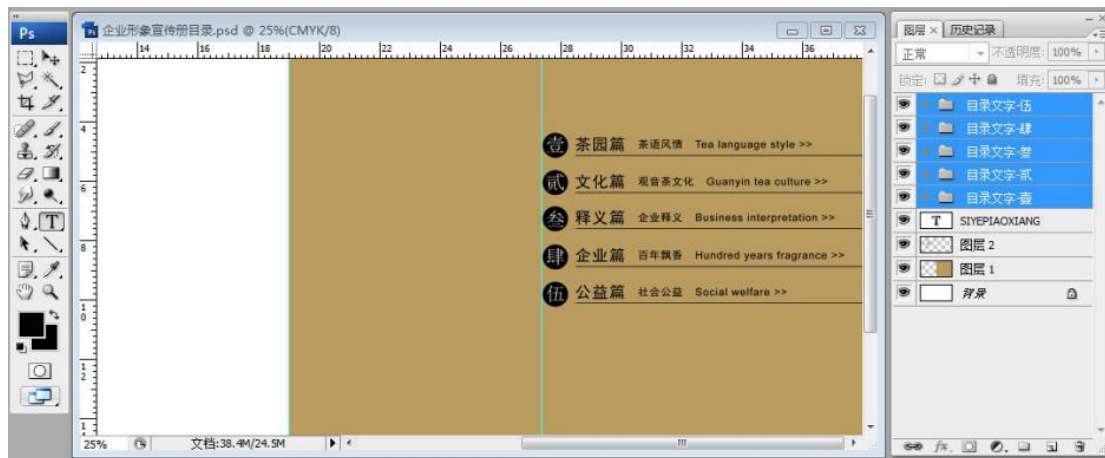 Ps
企业形象宣传册目录.psd @ 25%(CMYK/8)
14 16 18 20 22 24 26 28 30 32 34 36
2
4
6
8
10
12
壹 茶园篇 茶语风情 Tea language style >>
贰 文化篇 观音茶文化 Guanyin tea culture >>
叁 释义篇 企业释义 Business interpretation >>
肆 企业篇 百年飘香 Hundred years fragrance >>
伍 公益篇 社会公益 Social welfare >>
25% 文档:38.4M/24.5M
图层 × 历史记录
正常 不透明度: 100%
锁定: 填充: 100%
目录文字-伍
目录文字-肆
目录文字-叁
目录文字-贰
目录文字-壹
T SIYEPIAOXIANG
图层 2
图层 1
背景